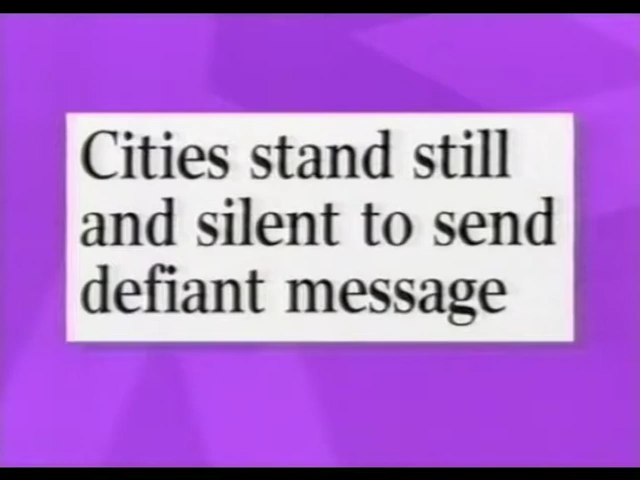 Cities stand still
and silent to send
defiant message